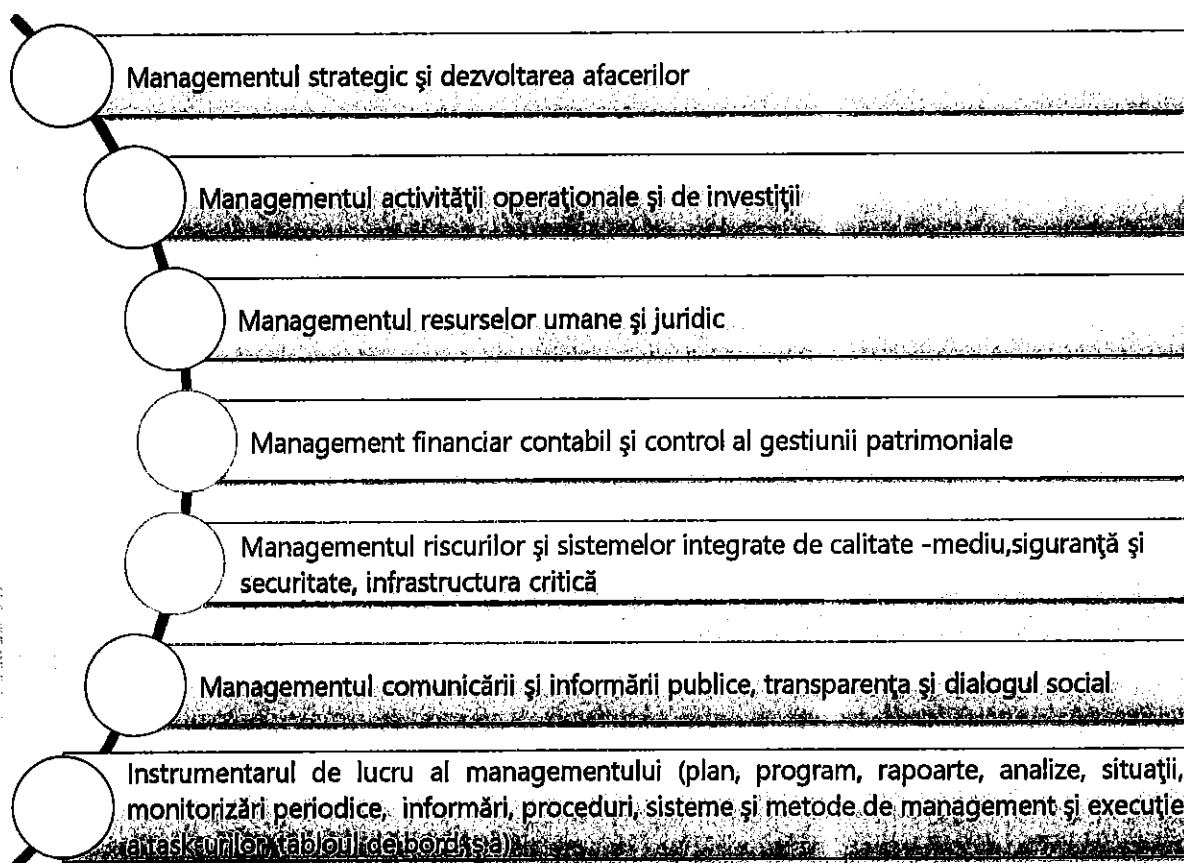 Managementul strategic şi dezvoltarea afacerilor
Managementul activităţii operaţionale şi de investiţii
Managementul resurselor umane şi juridic
Management financiar contabil şi control al gestiunii patrimoniale
Managementul riscurilor şi sistemelor integrate de calitate -mediu,siguranţă şi
securitate, infrastructura critică
Managementul comunicării şi informării publice, transparenţa şi dialogul social
Instrumentarul de lucru al managementului (plan, program, rapoarte, analize, situaţii,
monitorizări periodice, informări, proceduri, sisteme şi metode de management şi execuţie
a task-urilor, tabloul de bord, ş.a)